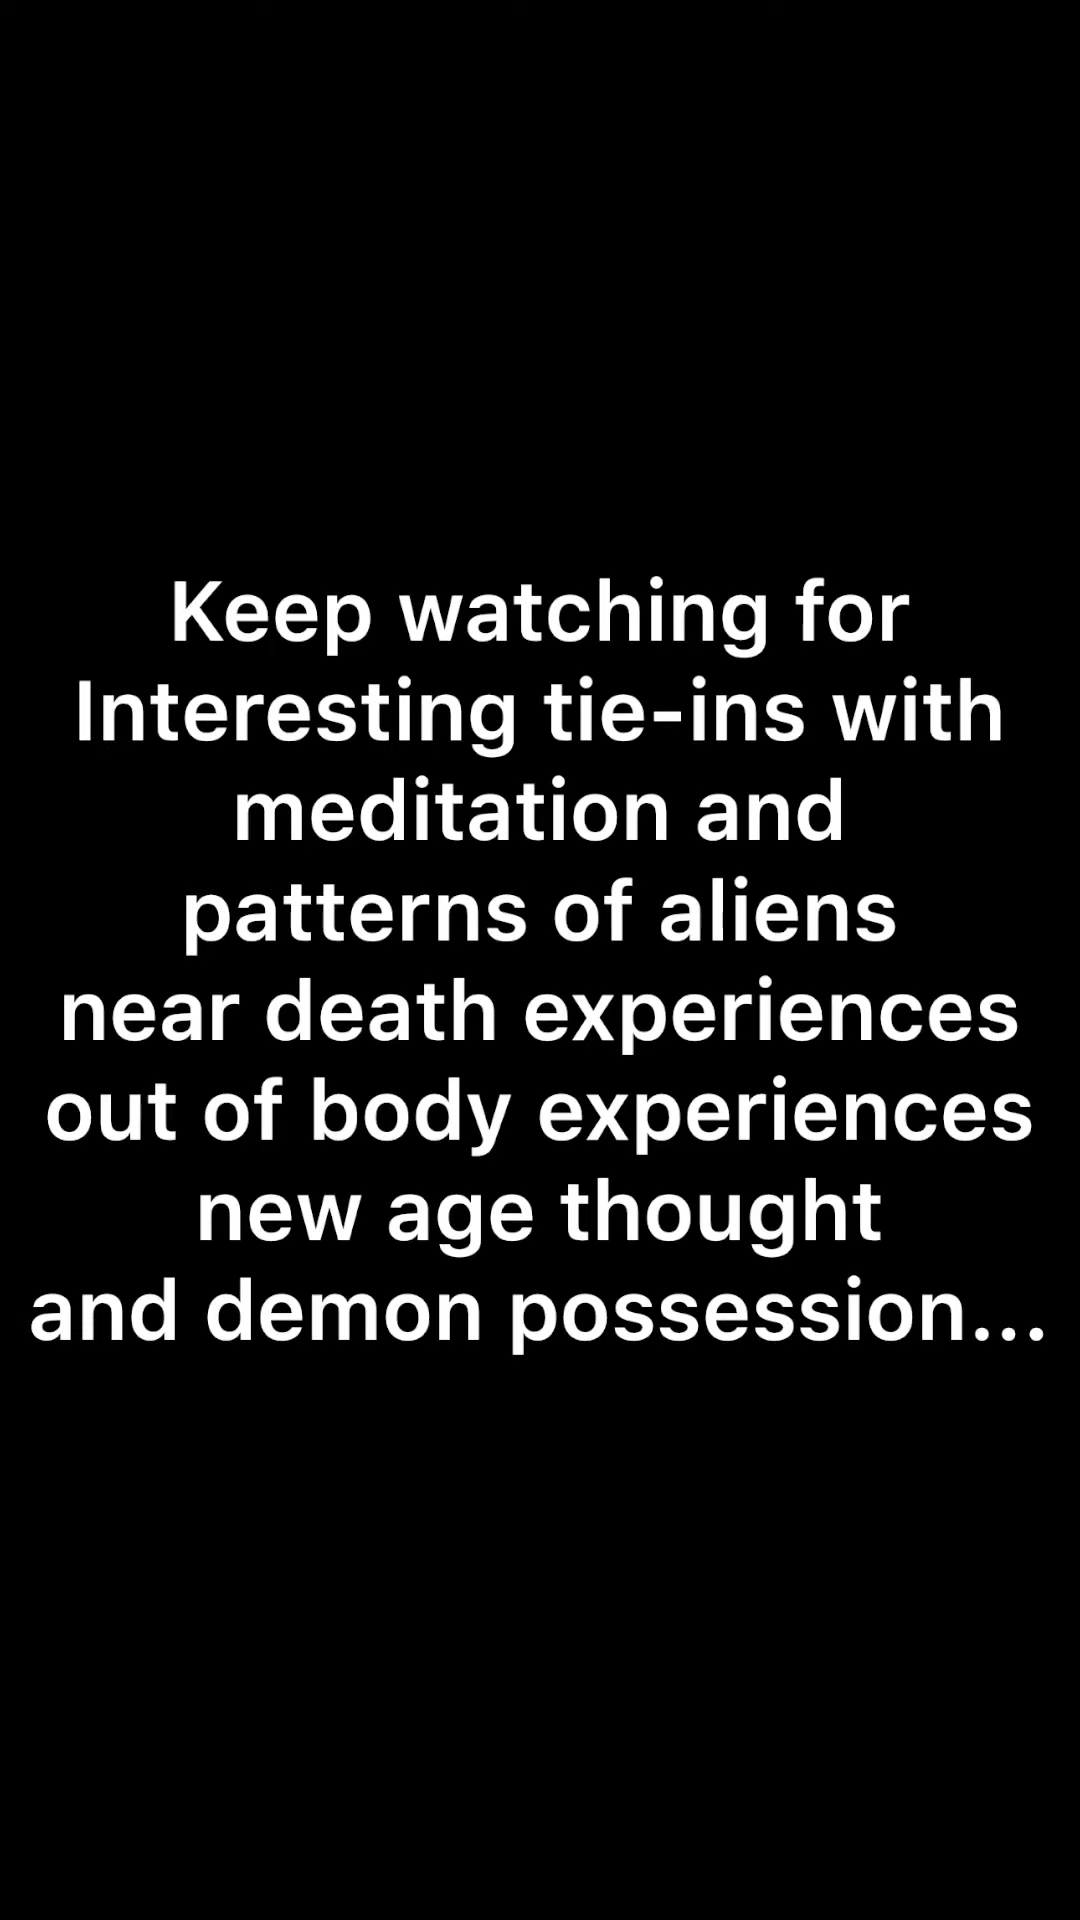 Keep watching for
Interesting tie-ins with
meditation and
patterns of aliens
near death experiences
out of body experiences
new age thought
and demon possession...